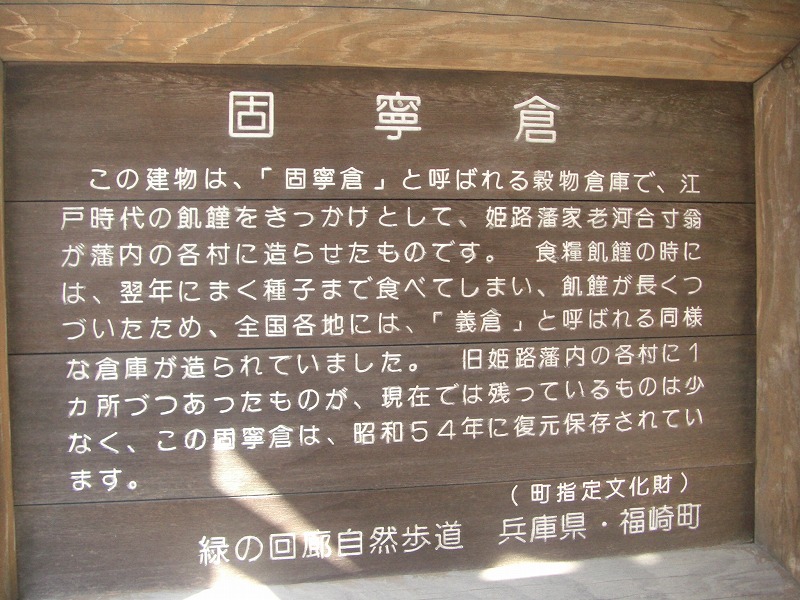 固寧倉
この建物は、「固寧倉」と呼ばれる穀物倉庫で、江
戸時代の飢饉をきっかけとして、姫路藩家老河合寸翁
が藩内の各村に造らせたものです。 食糧飢饉の時に
は、翌年にまく種子まで食べてしまい、飢饉が長くつ
づいたため、全国各地には、「義倉」と呼ばれる同様
な倉庫が造られていました。 旧姫路藩内の各村に1
カ所づつあったものが、現在では残っているものは少
なく、この固寧倉は、昭和54年に復元保存されてい
ます。
(町指定文化財)
緑の回廊自然歩道 兵庫県・福崎町